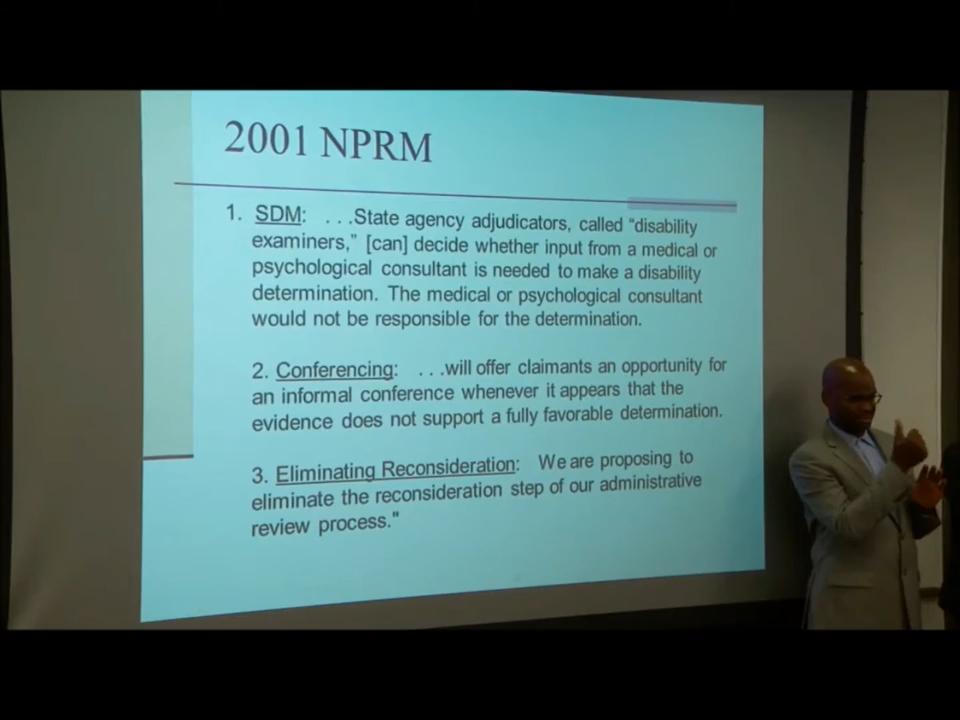 2001 NPRM
1. SDM: . . .State agency adjudicators, called “disability
examiners,” [can] decide whether input from a medical or
psychological consultant is needed to make a disability
determination. The medical or psychological consultant
would not be responsible for the determination.
2. Conferencing: . . .will offer claimants an opportunity for
an informal conference whenever it appears that the
evidence does not support a fully favorable determination.
3. Eliminating Reconsideration: We are proposing to
eliminate the reconsideration step of our administrative
review process."